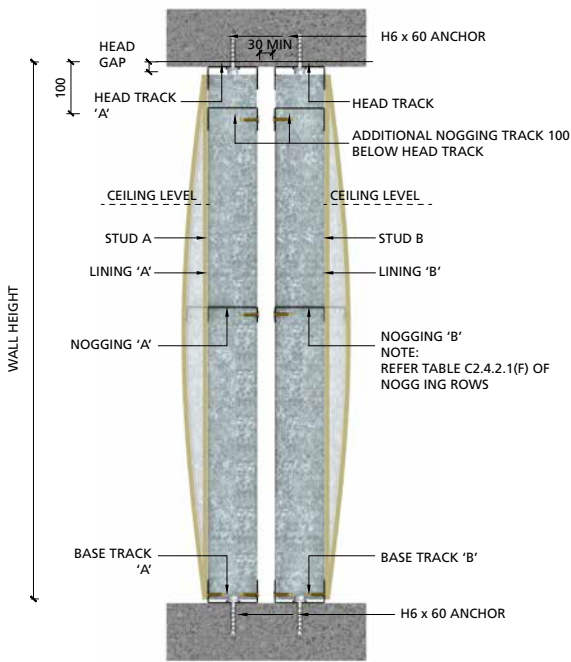 H6 x 60 ANCHOR
HEAD
GAP
30 MIN
100
HEAD TRACK
‘A’
HEAD TRACK
ADDITIONAL NOGGING TRACK 100
BELOW HEAD TRACK
CEILING LEVEL
CEILING LEVEL
STUD A
STUD B
LINING ‘A’
LINING ‘B’
WALL HEIGHT
NOGGING ‘A’
NOGGING ‘B’
NOTE:
REFER TABLE C2.4.2.1(F) OF
NOGG ING ROWS
BASE TRACK
‘A’
BASE TRACK ‘B’
H6 x 60 ANCHOR